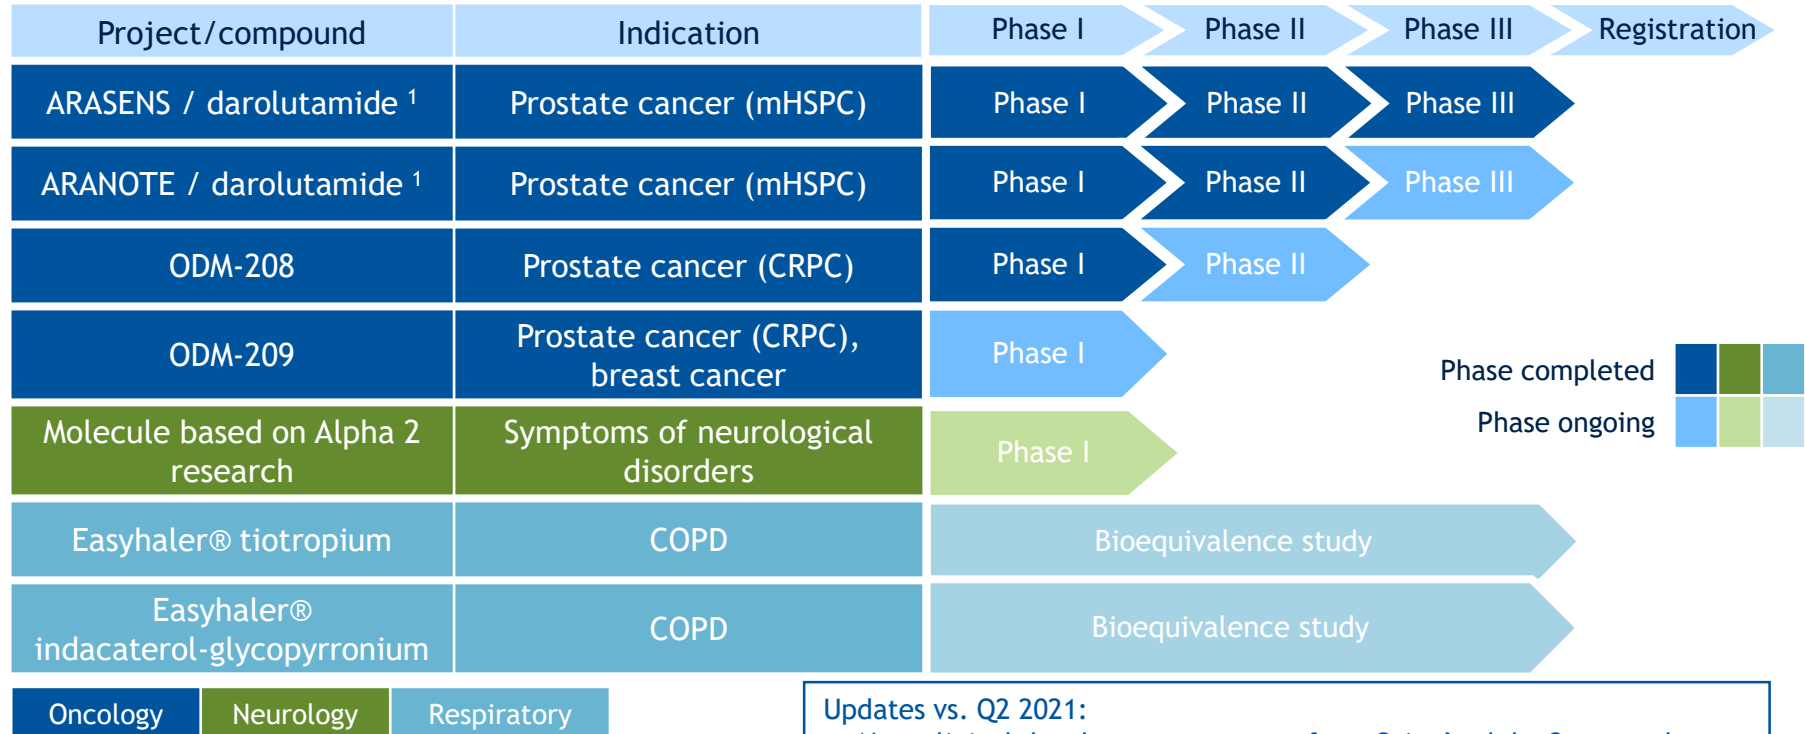 Project/compound Indication Phase I Phase II Phase III Registration
ARASENS / darolutamide 1 Prostate cancer (mHSPC) Phase I Phase II Phase III
ARANOTE / darolutamide 1 Prostate cancer (mHSPC) Phase I Phase II Phase III
ODM-208 Prostate cancer (CRPC) Phase I Phase II
ODM-209 Prostate cancer (CRPC), breast cancer Phase I
Phase completed
Phase ongoing
Molecule based on Alpha 2 research Symptoms of neurological disorders Phase I
Easyhaler® tiotropium COPD Bioequivalence study
Easyhaler® indacaterol-glycopyrronium COPD Bioequivalence study
Oncology Neurology Respiratory
Updates vs. Q2 2021: